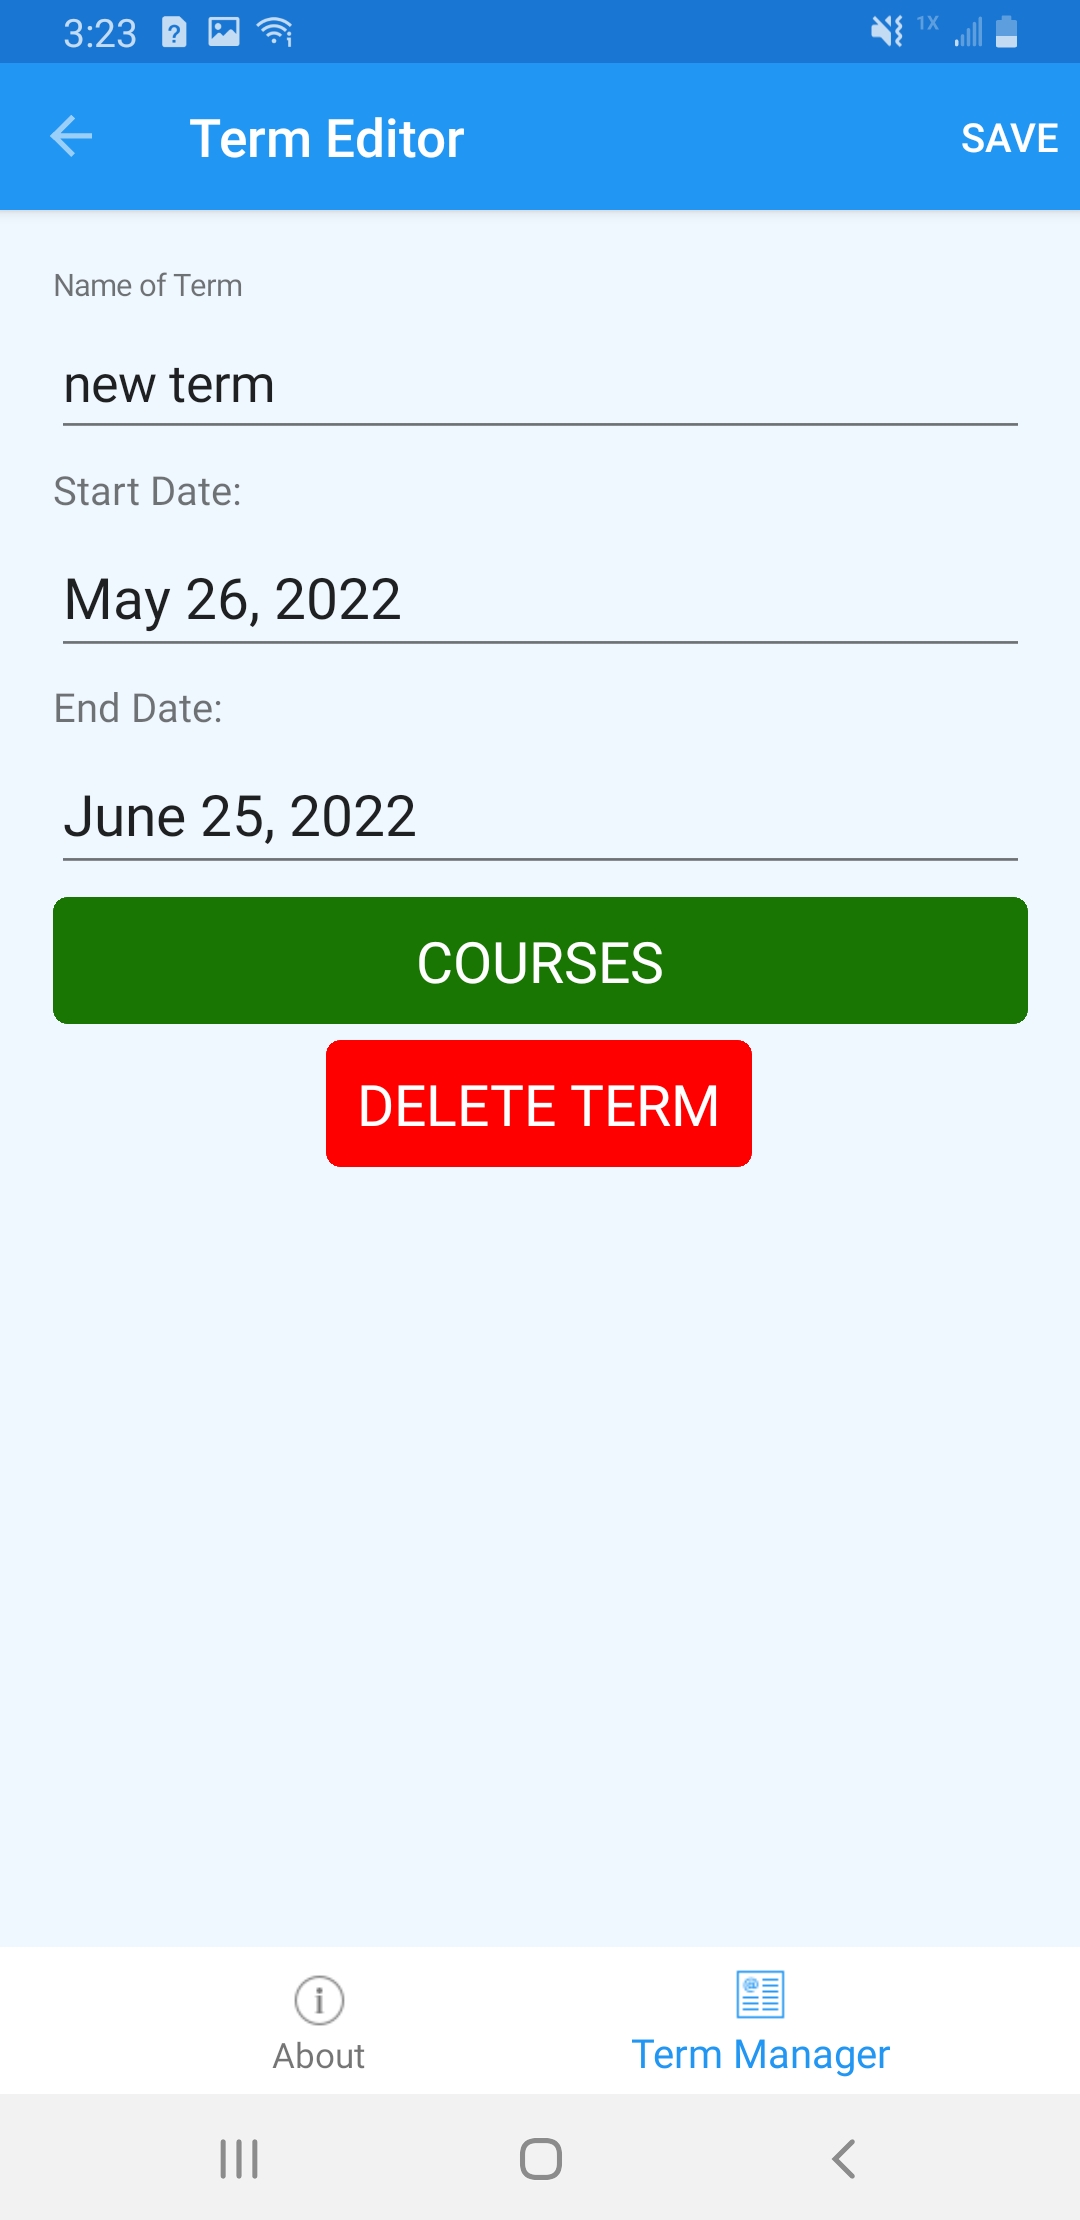 3:23
1X
Term Editor
SAVE
Name of Term
new term
Start Date:
May 26, 2022
End Date:
June 25, 2022
COURSES
DELETE TERM
About
Term Manager